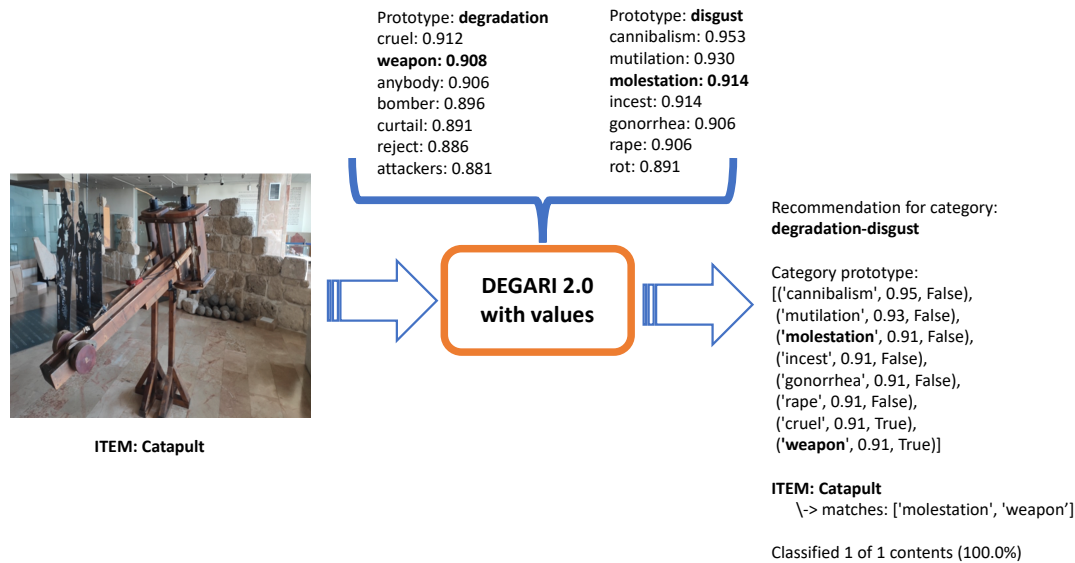 Prototype: degradation
cruel: 0.912
weapon: 0.908
anybody: 0.906
bomber: 0.896
curtail: 0.891
reject: 0.886
attackers: 0.881
Prototype: disgust
cannibalism: 0.953
mutilation: 0.930
molestation: 0.914
incest: 0.914
gonorrhea: 0.906
rape: 0.906
rot: 0.891
ITEM: Catapult
DEGARI 2.0
with values
Recommendation for category:
degradation-disgust
Category prototype:
[('cannibalism', 0.95, False),
('mutilation', 0.93, False),
('molestation', 0.91, False),
('incest', 0.91, False),
('gonorrhea', 0.91, False),
('rape', 0.91, False),
('cruel', 0.91, True),
('weapon', 0.91, True)]
ITEM: Catapult
\-> matches: ['molestation', 'weapon’]
Classified 1 of 1 contents (100.0%)